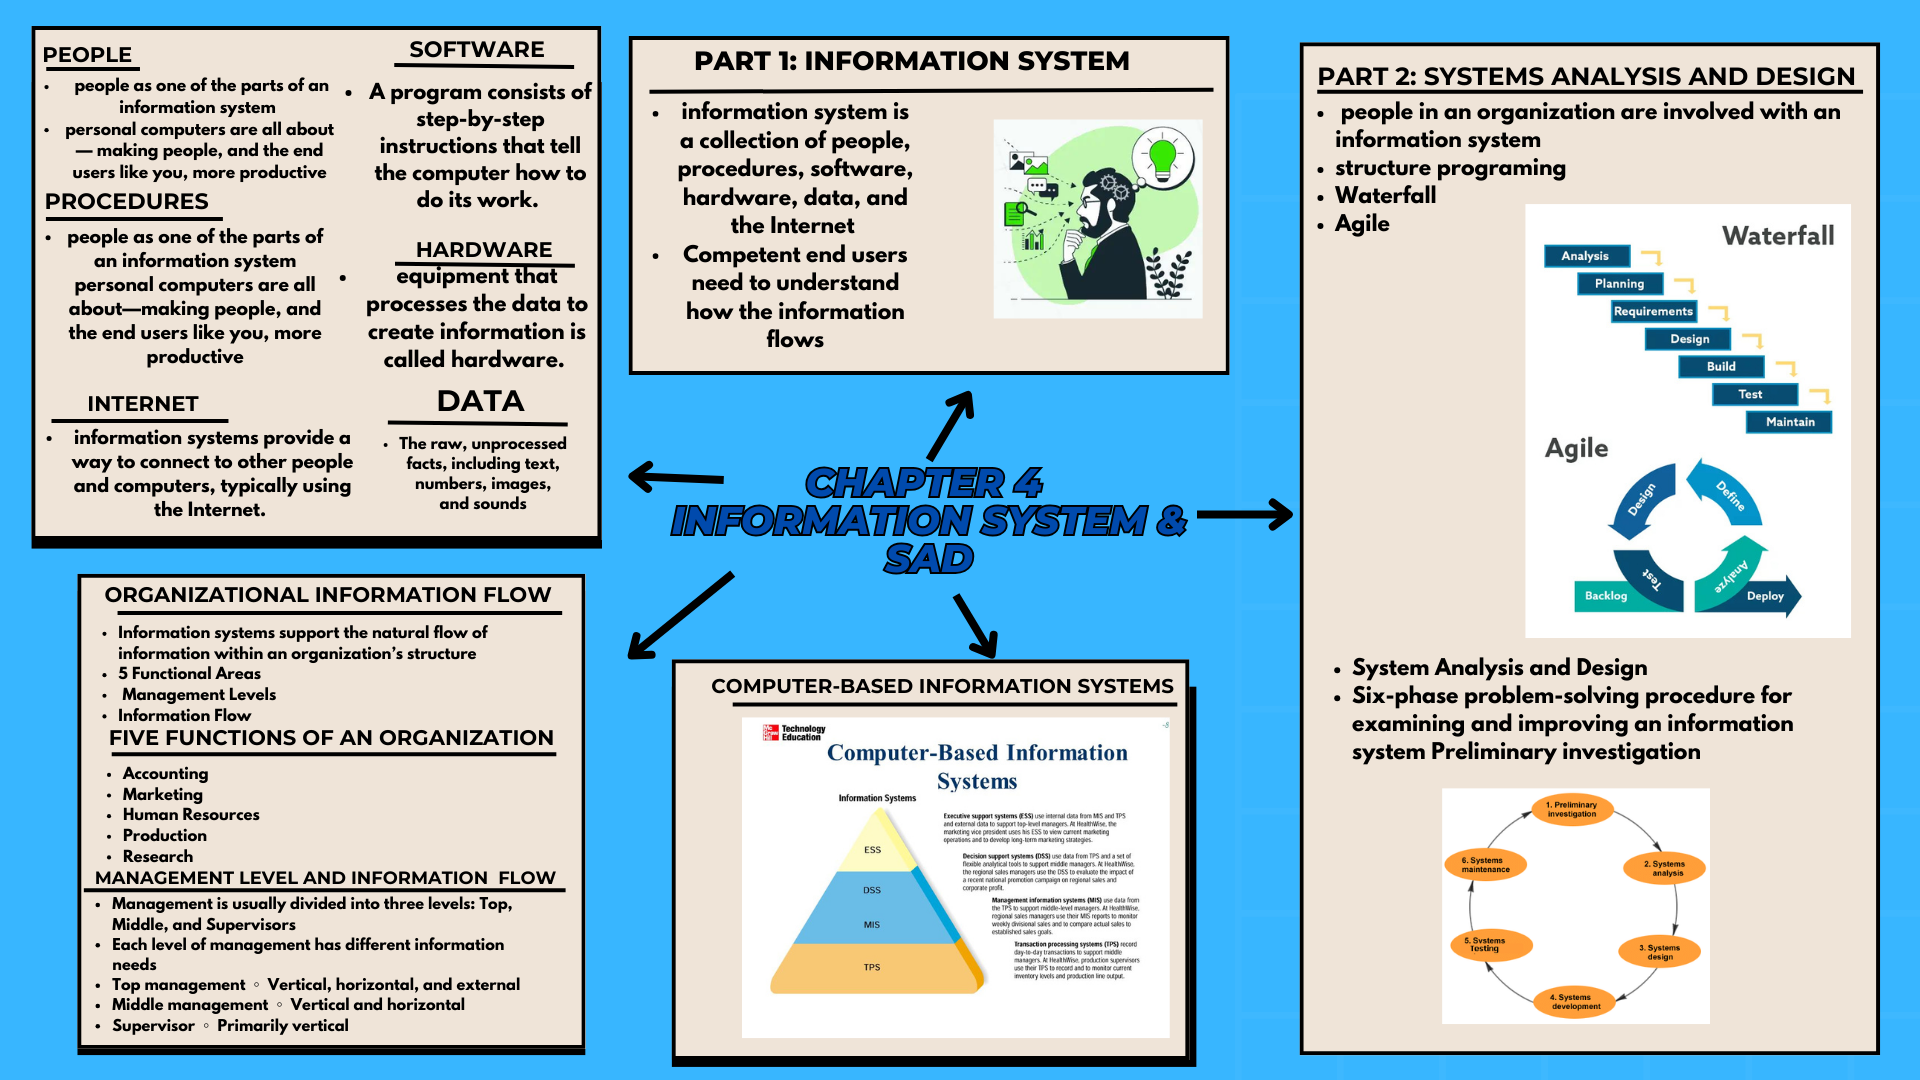 PEOPLE
• people as one of the parts of an
information system
• personal computers are all about
— making people, and the end
users like you, more productive
PROCEDURES
• people as one of the parts of
an information system
personal computers are all
about—making people, and
the end users like you, more
productive
INTERNET
• information systems provide a
way to connect to other people
and computers, typically using
the Internet.
SOFTWARE
• A program consists of
step-by-step
instructions that tell
the computer how to
do its work.
HARDWARE
• equipment that
processes the data to
create information is
called hardware.
DATA
• The raw, unprocessed
facts, including text,
numbers, images,
and sounds
PART 1: INFORMATION SYSTEM
• information system is
a collection of people,
procedures, software,
hardware, data, and
the Internet
• Competent end users
need to understand
how the information
flows
CHAPTER 4
INFORMATION SYSTEM &
SAD
ORGANIZATIONAL INFORMATION FLOW
• Information systems support the natural flow of
information within an organization's structure
• 5 Functional Areas
• Management Levels
• Information Flow
FIVE FUNCTIONS OF AN ORGANIZATION
• Accounting
• Marketing
• Human Resources
• Production
• Research
MANAGEMENT LEVEL AND INFORMATION FLOW
• Management is usually divided into three levels: Top,
Middle, and Supervisors
• Each level of management has different information
needs
• Top management ◦ Vertical, horizontal, and external
• Middle management ◦ Vertical and horizontal
• Supervisor ◦ Primarily vertical
COMPUTER-BASED INFORMATION SYSTEMS
Mc
Graw
Hill
Technology
Education
-8
Computer-Based Information
Systems
Information Systems
ESS
DSS
MIS
TPS
Executive support systems (ESS) use internal data from MIS and TPS
and external data to support top-level managers. At HealthWise, the
marketing vice president uses his ESS to view current marketing
operations and to develop long-term marketing strategies.
Decision support systems (DSS) use data from TPS and a set of
flexible analytical tools to support middle managers. At HealthWise,
the regional sales managers use the DSS to evaluate the impact of
a recent national promotion campaign on regional sales and
corporate profit.
Management information systems (MIS) use data from
the TPS to support middle-level managers. At HealthWise,
regional sales managers use their MIS reports to monitor
weekly divisional sales and to compare actual sales to
established sales goals.
Transaction processing systems (TPS) record
day-to-day transactions to support middle
managers. At HealthWise, production supervisors
use their TPS to record and to monitor current
inventory levels and production line output.
PART 2: SYSTEMS ANALYSIS AND DESIGN
• people in an organization are involved with an
information system
• structure programing
• Waterfall
• Agile
Waterfall
Analysis
Planning
Requirements
Design
Build
Test
Maintain
Agile
Design
Define
Test
Analyze
Backlog
Deploy
• System Analysis and Design
• Six-phase problem-solving procedure for
examining and improving an information
system Preliminary investigation
1. Preliminary
investigation
2. Systems
analysis
3. Systems
design
4. Systems
development
5. Systems
Testing
6. Systems
maintenance